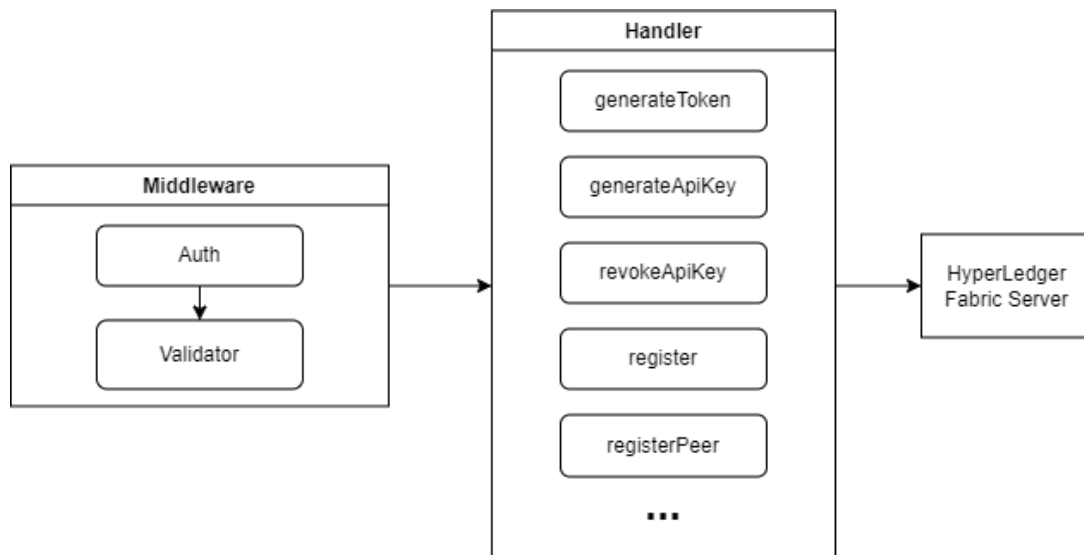 Middleware
Auth
Validator
Handler
generateToken
generateApiKey
revokeApiKey
register
registerPeer
...
HyperLedger
Fabric Server